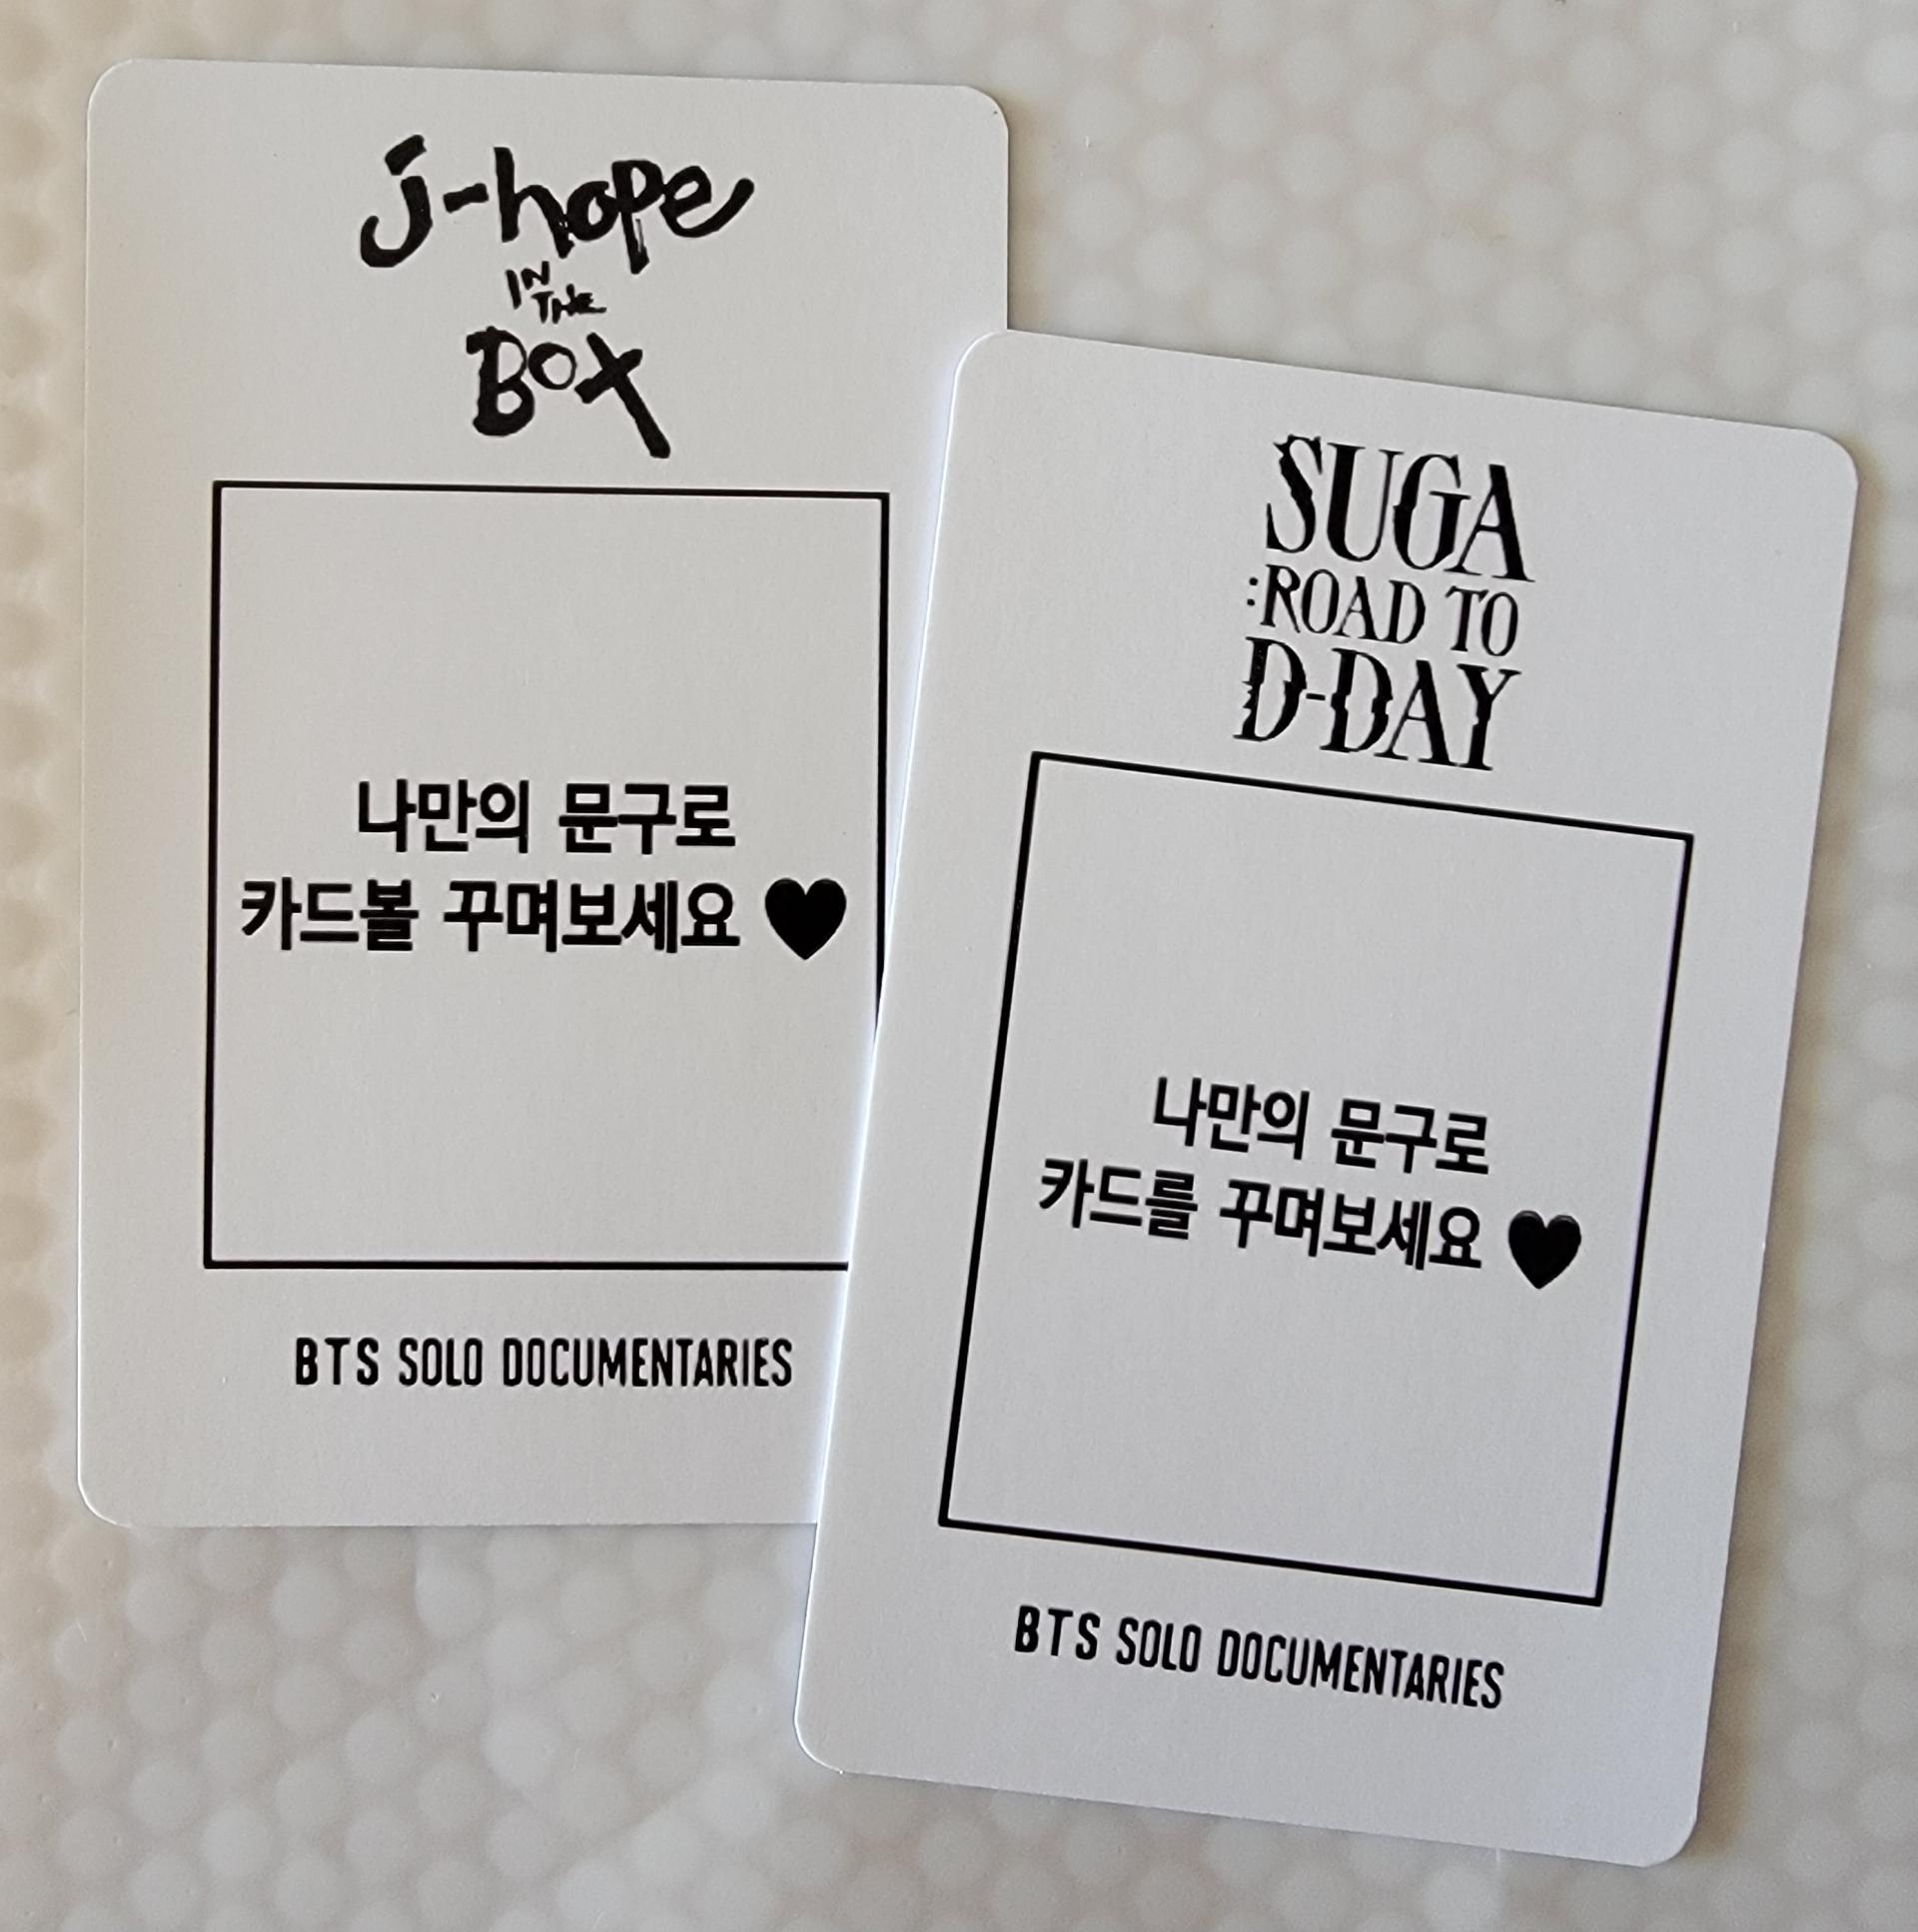 j-hope
IN
THE
BOX
나만의 문구로
카드볼 꾸며보세요 ♥
BTS SOLO DOCUMENTARIES
SUGA
:ROAD TO
D-DAY
나만의 문구로
카드를 꾸며보세요 ♥
BTS SOLO DOCUMENTARIES